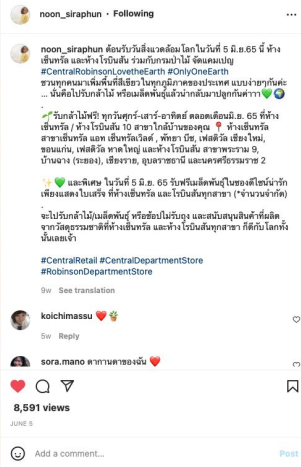 noon_siraphun • Following
noon_siraphun ต้อนรับวันสิ่งแวดล้อมโลกในวันที่ 5 มิ.ย.65 นี้ ห้าง
เซ็นทรัล และห้างโรบินสัน ร่วมกับกรมป่าไม้ จัดแคมเปญ
#CentralRobinsonLovetheEarth #OnlyOneEarth
ชวนทุกคนมาเพิ่มพื้นที่สีเขียวในทุกภูมิภาคของประเทศ แบบง่ายๆกันค่ะ
... นั่นคือไปรับกล้าไม้ หรือเมล็ดพันธุ์แล้วนำกลับมาปลูกกันค่าาา💚🌍
.
🌱รับกล้าไม้ฟรี! ทุกวันศุกร์-เสาร์-อาทิตย์ ตลอดเดือนมิ.ย. 65 ที่ห้าง
เซ็นทรัล / ห้างโรบินสัน 10 สาขาใกล้บ้านของคุณ 📍 ห้างเซ็นทรัล
สาขาเซ็นทรัล แอท เซ็นทรัลเวิลด์ , พัทยา บีช, เฟสติวัล เชียงใหม่,
ขอนแก่น, เฟสติวัล หาดใหญ่ และห้างโรบินสัน สาขาพระราม 9,
บ้านฉาง (ระยอง), เชียงราย, อุบลราชธานี และนครศรีธรรมราช 2
✨💚 และพิเศษ ในวันที่ 5 มิ.ย. 65 รับฟรีเมล็ดพันธุ์ในซองดีไซน์น่ารัก
เพียงแสดงใบเสร็จ ที่ห้างเซ็นทรัล และโรบินสันทุกสาขา (*จำนวนจำกัด)
.
จะไปรับกล้าไม้/เมล็ดพันธุ์ หรือช้อปไม่รับถุง และสนับสนุนสินค้าที่ผลิต
จากวัสดุธรรมชาติที่ห้างเซ็นทรัล และห้างโรบินสันทุกสาขา ก็ดีกับโลกทั้ง
นั้นเลยเจ้า
#CentralRetail #CentralDepartmentStore
#RobinsonDepartmentStore
9w See translation
koichimassu ❤️🪴
5w Reply
sora.mano ดากานดาของฉัน ❤️
8,591 views
JUNE 5
Add a comment... Post